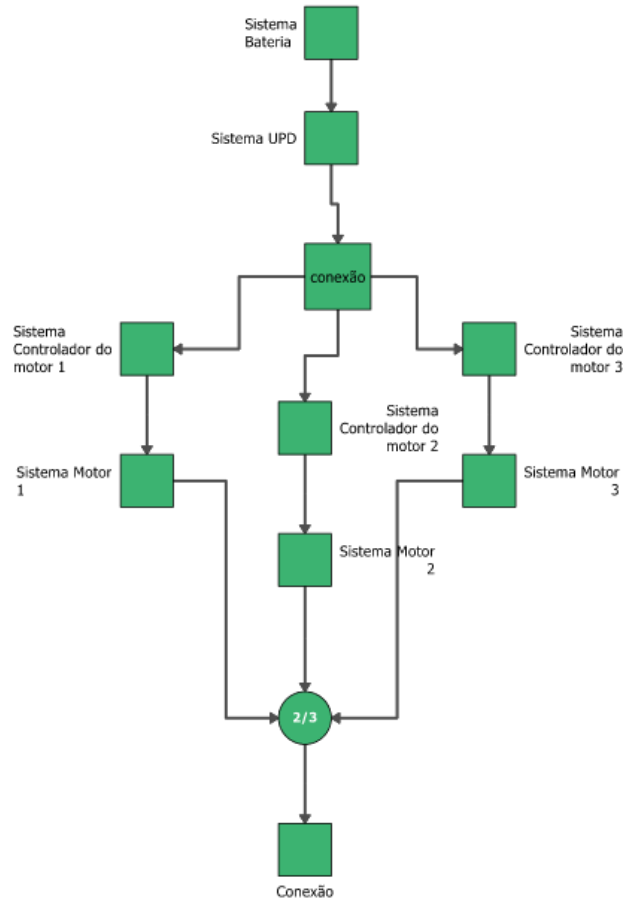 Sistema
Bateria
Sistema UPD
conexão
Sistema
Controlador do
motor 1
Sistema
Controlador do
motor 3
Sistema
Controlador do
motor 2
Sistema Motor
1
Sistema Motor
3
Sistema Motor
2
2/3
Conexão